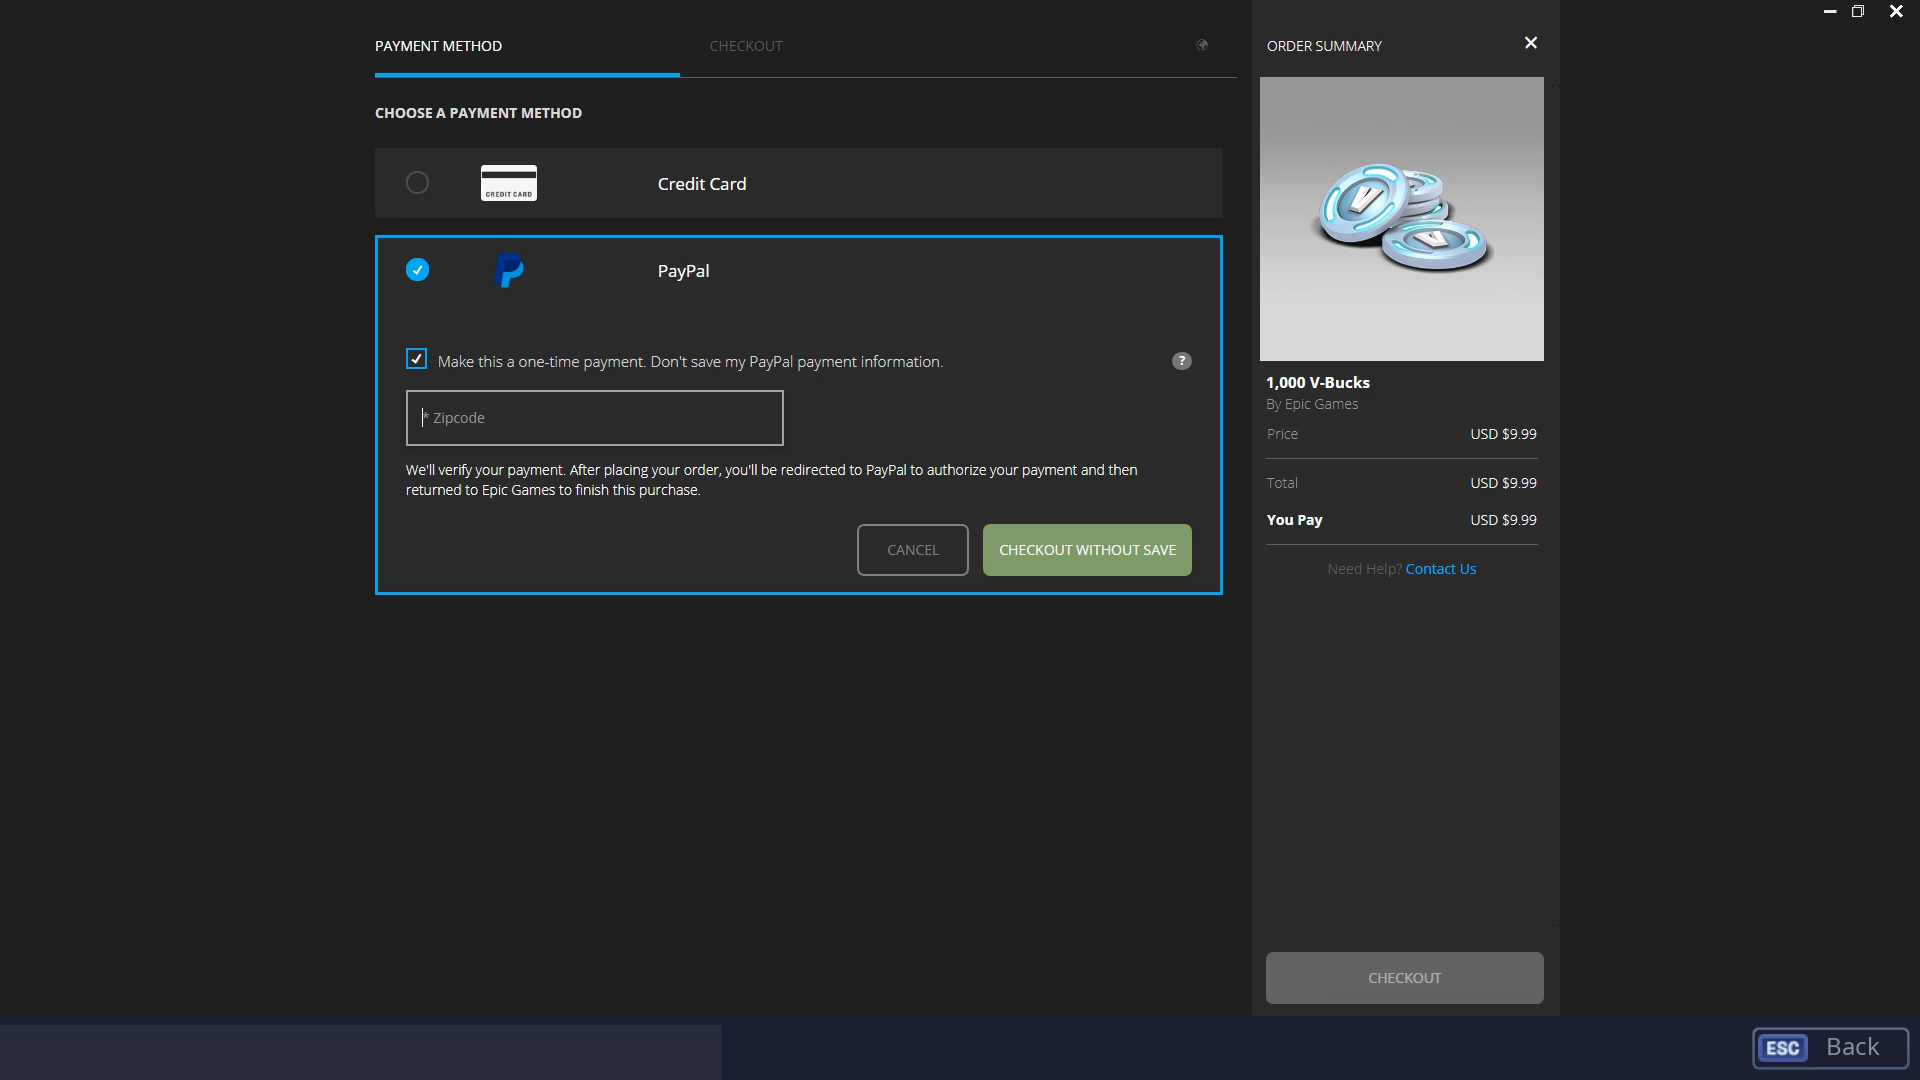 PAYMENT METHOD
CHECKOUT
CHOOSE A PAYMENT METHOD
CREDIT CARD
Credit Card
PayPal
Make this a one-time payment. Don't save my PayPal payment information.
?
* Zipcode
We'll verify your payment. After placing your order, you'll be redirected to PayPal to authorize your payment and then
returned to Epic Games to finish this purchase.
CANCEL
CHECKOUT WITHOUT SAVE
ORDER SUMMARY
1,000 V-Bucks
By Epic Games
Price USD $9.99
Total USD $9.99
You Pay USD $9.99
Need Help? Contact Us
CHECKOUT
ESC Back